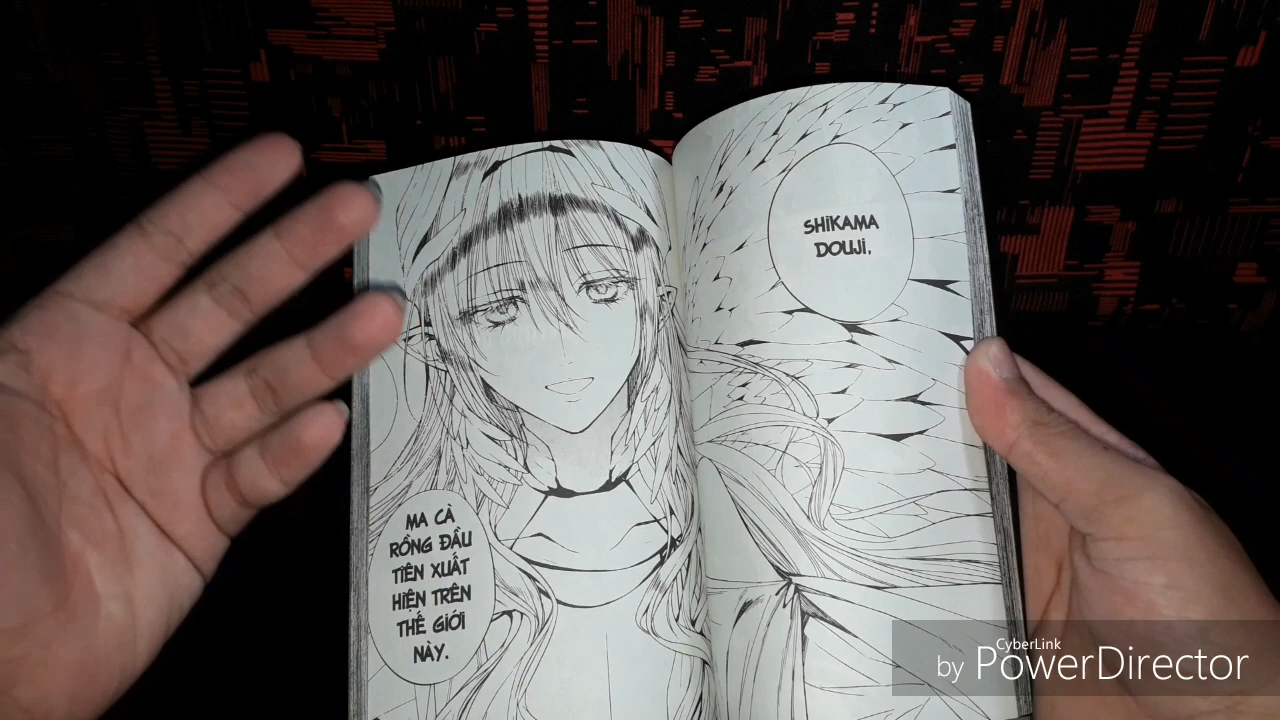 SHIKAMA
DOUJI,
MA CÀ
RỒNG ĐẦU
TIÊN XUẤT
HIỆN TRÊN
THẾ GIỚI
NÀY.
CyberLink
by PowerDirector